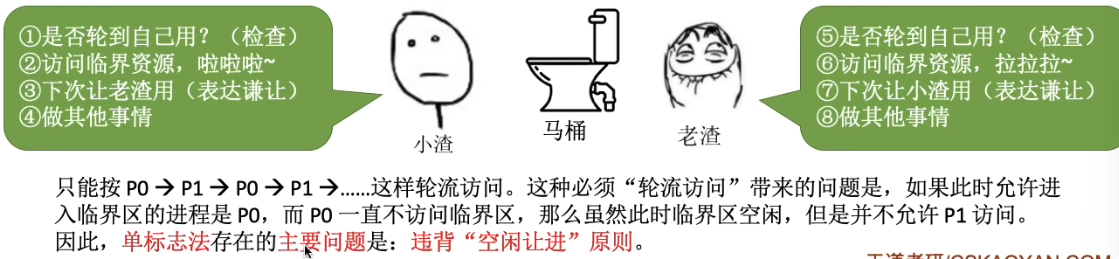 ①是否轮到自己用？（检查）
②访问临界资源，啦啦啦~
③下次让老渣用（表达谦让）
④做其他事情
小渣
马桶
老渣
⑤是否轮到自己用？（检查）
⑥访问临界资源，拉拉拉~
⑦下次让小渣用（表达谦让）
⑧做其他事情
只能按 P0 → P1 → P0 → P1 →……这样轮流访问。这种必须“轮流访问”带来的问题是，如果此时允许进
入临界区的进程是 P0，而 P0 一直不访问临界区，那么虽然此时临界区空闲，但是并不允许 P1 访问。
因此，单标志法存在的主要问题是：违背“空闲让进”原则。